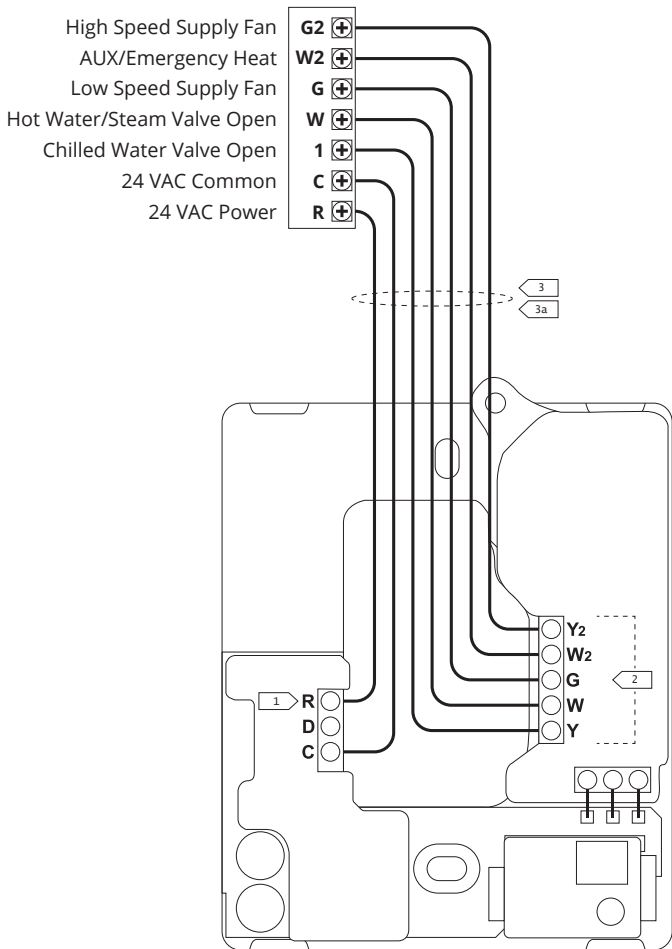 High Speed Supply Fan G2
AUX/Emergency Heat W2
Low Speed Supply Fan G
Hot Water/Steam Valve Open W
Chilled Water Valve Open 1
24 VAC Common C
24 VAC Power R
3
3a
Y2
W2
G 2
1 R W
D Y
C